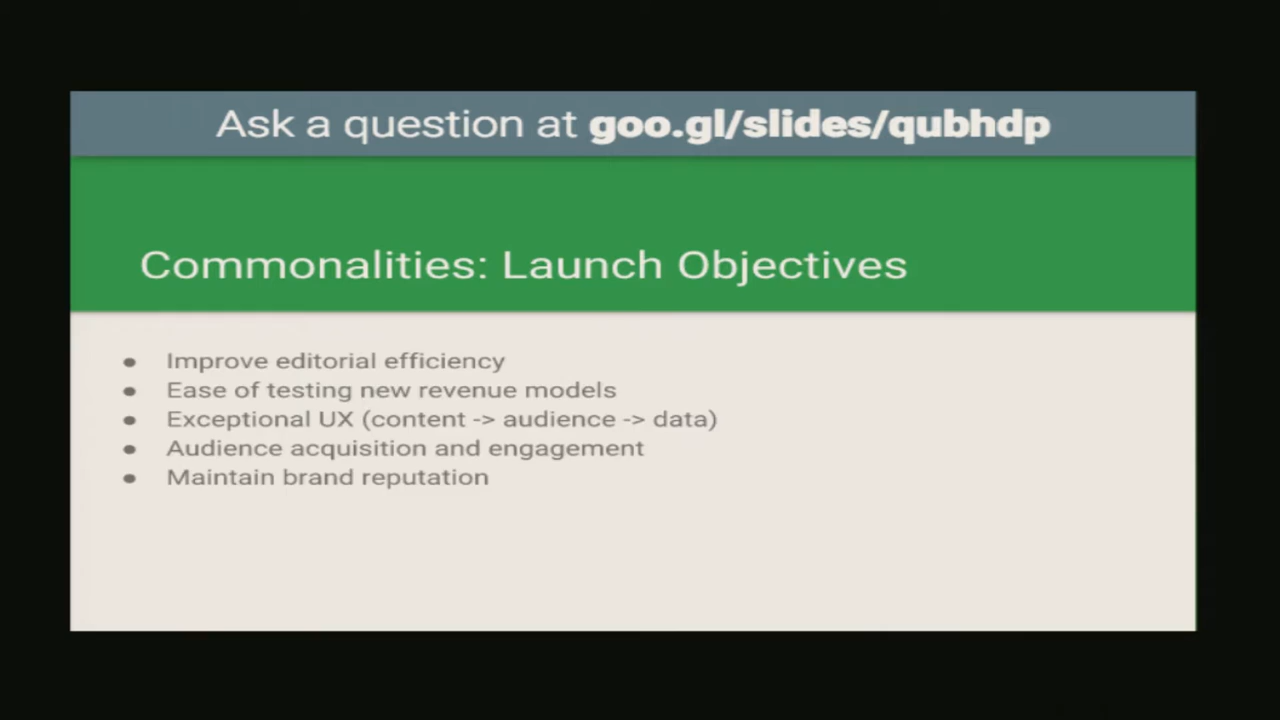 Ask a question at goo.gl/slides/qubhdp
Commonalities: Launch Objectives
● Improve editorial efficiency
● Ease of testing new revenue models
● Exceptional UX (content -> audience -> data)
● Audience acquisition and engagement
● Maintain brand reputation